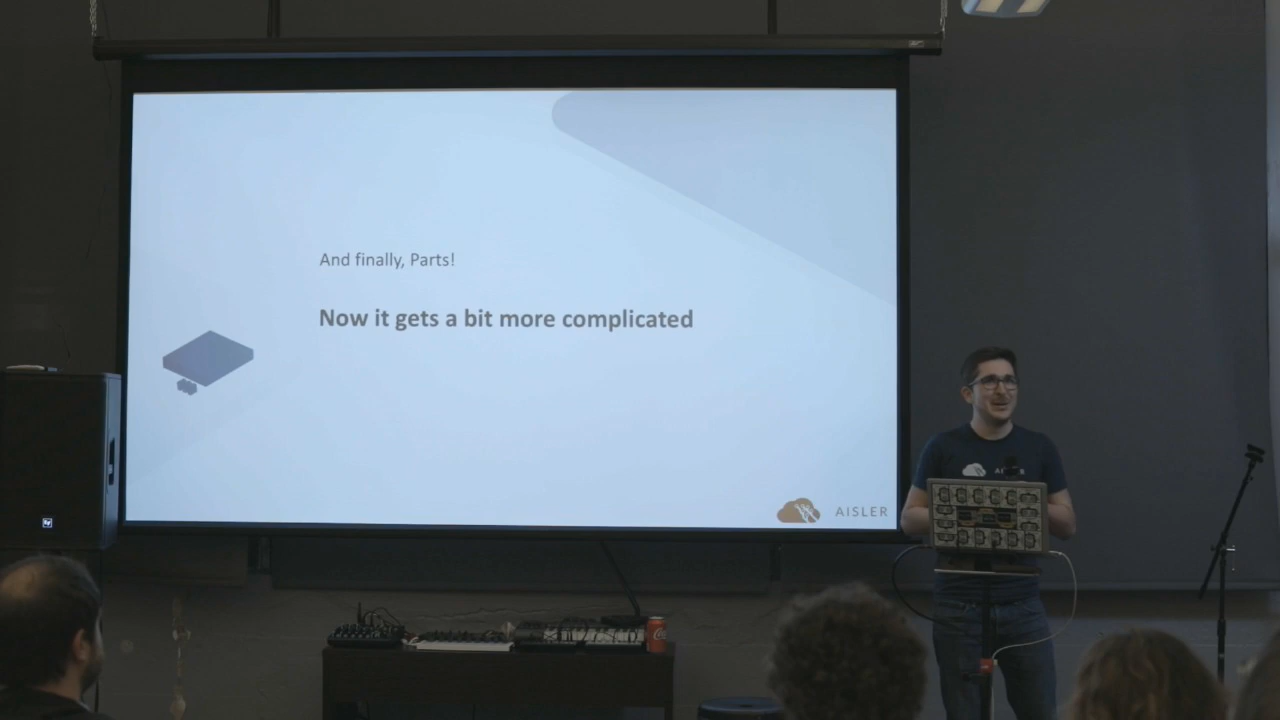 And finally, Parts!
Now it gets a bit more complicated
AISLER